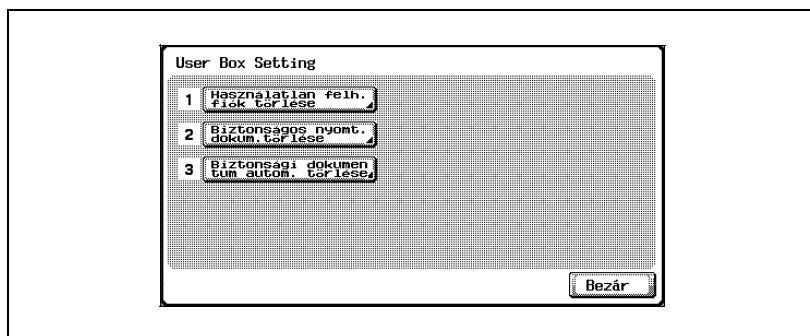 User Box Setting
1 Használatlan felh.
fiók törlése
2 Biztonságos nyomt.
dokum.törlése
3 Biztonsági dokumen
tum autom. törlése
Bezár